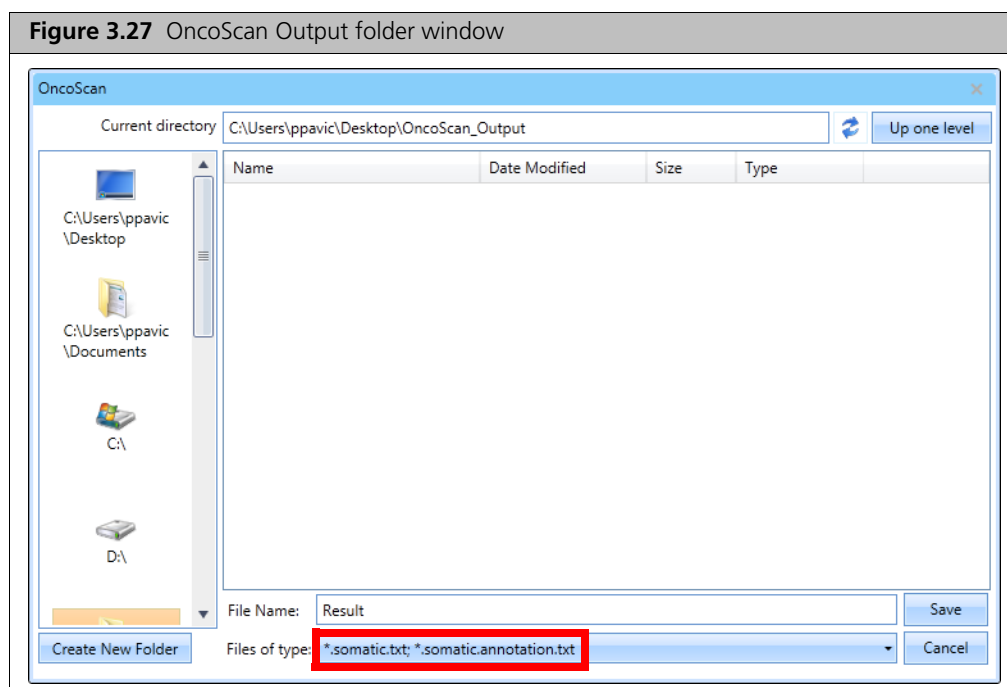 Figure 3.27 OncoScan Output folder window
OncoScan
Current directory C:\Users\ppavic\Desktop\OncoScan_Output Up one level
Name Date Modified Size Type
C:\Users\ppavic
\Desktop
C:\Users\ppavic
\Documents
C:\
D:\
File Name: Result Save
Create New Folder Files of type: *.somatic.txt; *.somatic.annotation.txt Cancel